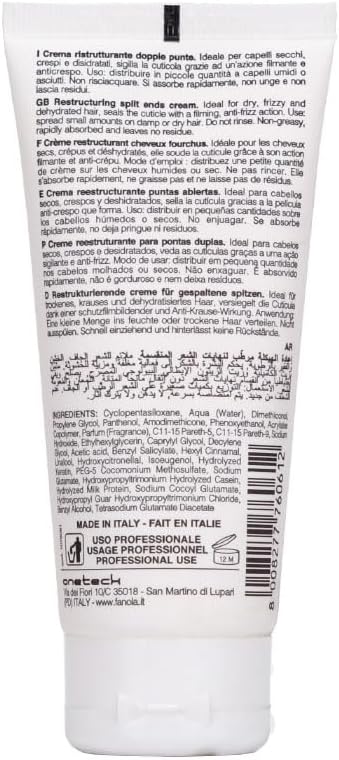 I Crema ristrutturante doppie punte. Ideale per capelli secchi,
crespi e disidratati, sigilla la cuticola grazie ad un'azione filmante e
anticrespo. Uso: distribuire in piccole quantità a capelli umidi o
asciutti. Non risciacquare. Si assorbe rapidamente, non unge e non
lascia residui.
GB Restructuring split ends cream. Ideal for dry, frizzy and
dehydrated hair, seals the cuticle with a filming, anti-frizz action. Use:
spread small amounts on damp or dry hair. Do not rinse. Non-greasy,
rapidly absorbed and leaves no residue.
F Crème restructurant cheveux fourchus. Idéale pour les cheveux
secs, crépus et déshydratés, elle soude la cuticule grâce à son action
filmante et anti-crépu. Mode d'emploi : distribuez une petite quantité
de crème sur les cheveux humides ou sec. Ne pas rincer. Elle
s'absorbe rapidement, ne graisse pas et ne laisse pas de résidus.
E Crema reestructurante puntas abiertas. Ideal para cabello
secos, crespos y deshidratados, sella la cutícula gracias a la película
anti-crespo que forma. Uso: distribuir en pequeñas cantidades sobre
los cabellos húmedos o secos. No enjuagar. Se absorbe
rápidamente, no deja pringue ni residuos.
P Creme reestruturante para pontas duplas. Ideal para cabelos
secos, crespos e desidratados, veda as cutículas graças a uma ação
sigilante e anti-frizz. Modo de usar: distribuir em pequena quantidade
nos cabelos molhados ou secos. Não enxaguar. É absorvido
rapidamente, não é gorduroso e nem deixa resíduos.
D Restrukturierende creme für gespaltene spitzen. Ideal für
trockenes, krauses und dehydratisiertes Haar, versiegelt die Cuticula
dank einer schutzfilmbildender und Anti-Krause-Wirkung. Anwendung:
Eine kleine Menge ins feuchte oder trockene Haar verteilen. Nicht
ausspülen. Schnell einziehend und hinterlässt keine Rückstände.
AR
INGREDIENTS: Cyclopentasiloxane, Aqua (Water), Dimethiconol,
Propylene Glycol, Panthenol, Amodimethicone, Phenoxyethanol, Acrylates
Copolymer, Parfum (Fragrance), C11-15 Pareth-5, C11-15 Pareth-9, Sodium
Hydroxide, Ethylhexylglycerin, Caprylyl Glycol, Decylene
Glycol, Acetic acid, Benzyl Salicylate, Hexyl Cinnamal,
Linalool, Hydroxycitronellal, Isoeugenol, Hydrolyzed
Keratin, PEG-5 Cocomonium Methosulfate, Sodium
Glutamate, Hydroxypropyltrimonium Hydrolyzed Casein,
Hydrolyzed Milk Protein, Sodium Cocoyl Glutamate,
Hydroxypropyl Guar Hydroxypropyltrimonium Chloride,
Benzyl Alcohol, Tetrasodium Glutamate Diacetate
MADE IN ITALY - FAIT EN ITALIE
USO PROFESSIONALE
USAGE PROFESSIONNEL
PROFESSIONAL USE
12 M
onetech
Via dei Fiori 10/C 35018 - San Martino di Lupari
(PD) ITALY - www.fanola.it
8 008277 760612